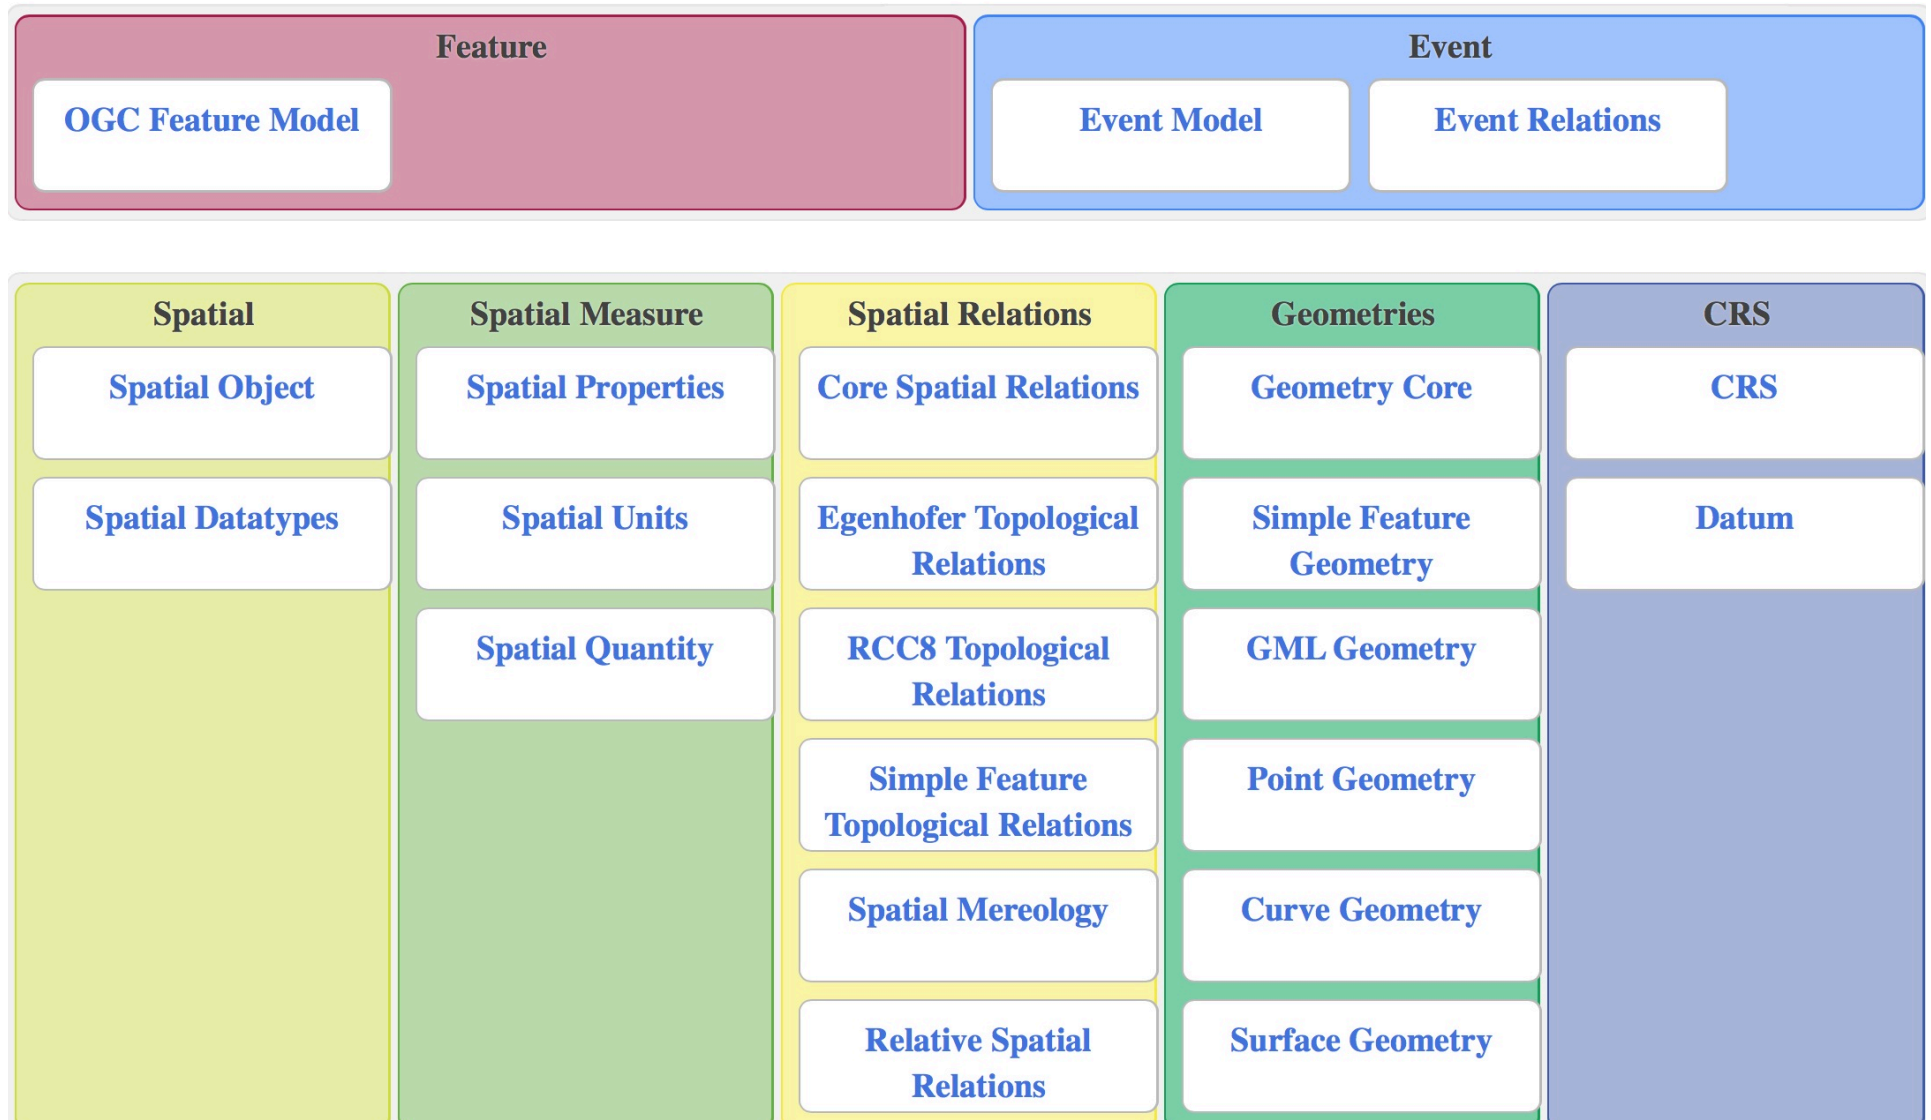 Feature
OGC Feature Model
Event
Event Model
Event Relations
Spatial
Spatial Object
Spatial Datatypes
Spatial Measure
Spatial Properties
Spatial Units
Spatial Quantity
Spatial Relations
Core Spatial Relations
Egenhofer Topological
Relations
RCC8 Topological
Relations
Simple Feature
Topological Relations
Spatial Mereology
Relative Spatial
Relations
Geometries
Geometry Core
Simple Feature
Geometry
GML Geometry
Point Geometry
Curve Geometry
Surface Geometry
CRS
CRS
Datum